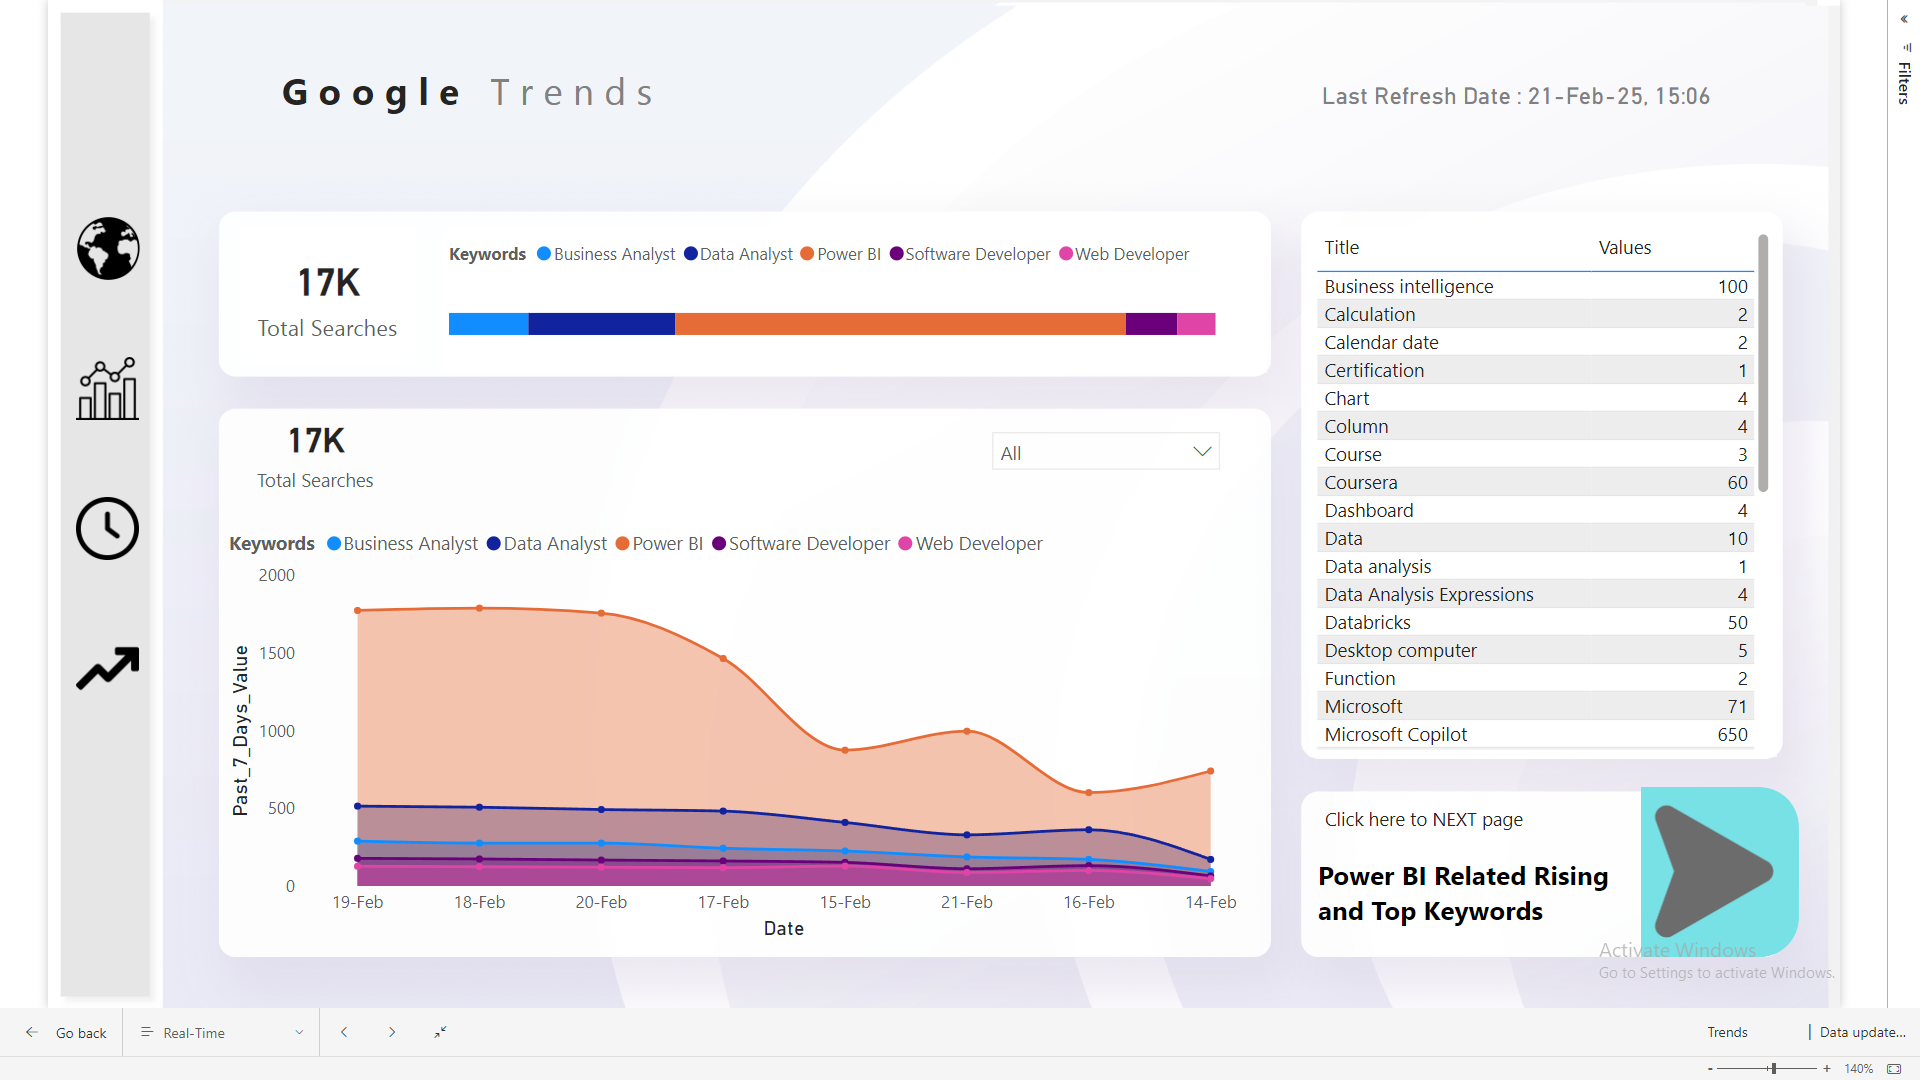 Google Trends
Last Refresh Date : 21-Feb-25, 15:06
Filters
17K
Total Searches
Keywords Business Analyst Data Analyst Power BI Software Developer Web Developer
17K
Total Searches
All
Keywords Business Analyst Data Analyst Power BI Software Developer Web Developer
Past_7_Days_Value
2000
1500
1000
500
0
19-Feb 18-Feb 20-Feb 17-Feb 15-Feb 21-Feb 16-Feb 14-Feb
Date
Title Values
Business intelligence 100
Calculation 2
Calendar date 2
Certification 1
Chart 4
Column 4
Course 3
Coursera 60
Dashboard 4
Data 10
Data analysis 1
Data Analysis Expressions 4
Databricks 50
Desktop computer 5
Function 2
Microsoft 71
Microsoft Copilot 650
Click here to NEXT page
Power BI Related Rising
and Top Keywords
Activate Windows
Go to Settings to activate Windows.
Go back
Real-Time
Trends
Data update...
- + 140%